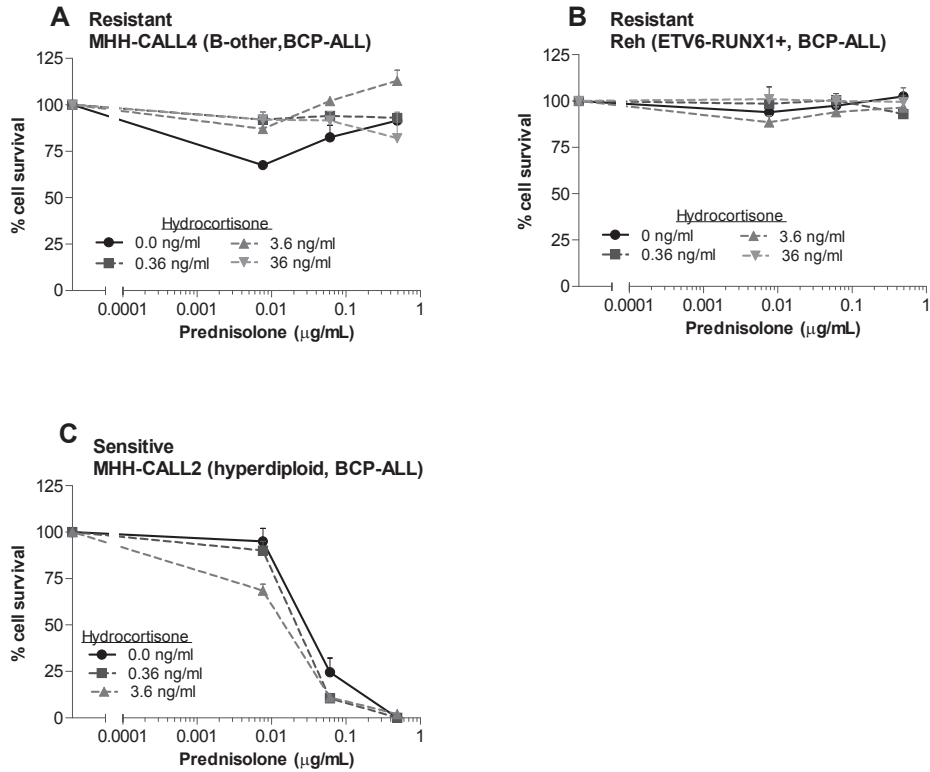 A
Resistant
MHH-CALL4 (B-other,BCP-ALL)
125
100
75
50
25
0
% cell survival
Hydrocortisone
0.0 ng/ml
3.6 ng/ml
0.36 ng/ml
36 ng/ml
0.0001
0.001
0.01
0.1
1
Prednisolone (μg/mL)
B
Resistant
Reh (ETV6-RUNX1+, BCP-ALL)
125
100
75
50
25
0
% cell survival
Hydrocortisone
0 ng/ml
3.6 ng/ml
0.36 ng/ml
36 ng/ml
0.0001
0.001
0.01
0.1
1
Prednisolone (μg/mL)
C
Sensitive
MHH-CALL2 (hyperdiploid, BCP-ALL)
125
100
75
50
25
0
% cell survival
Hydrocortisone
0.0 ng/ml
0.36 ng/ml
3.6 ng/ml
0.0001
0.001
0.01
0.1
1
Prednisolone (μg/mL)